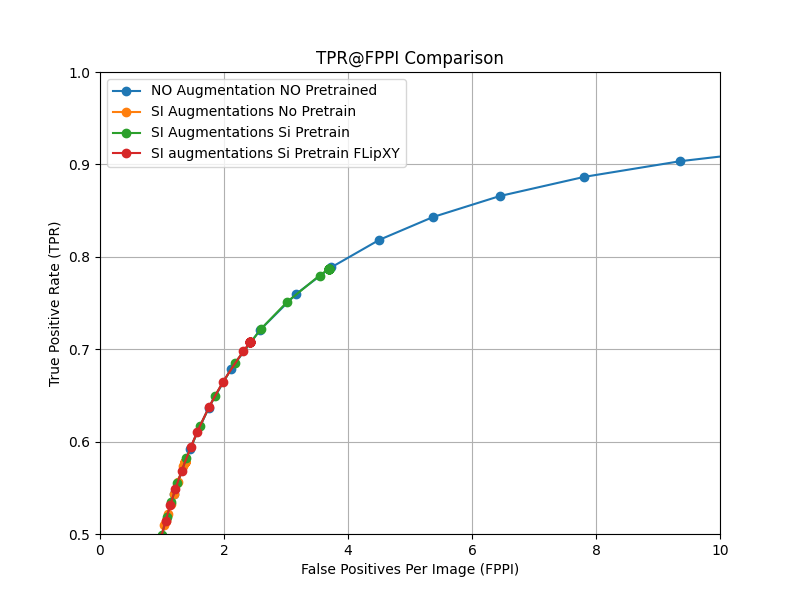 TPR@FPPI Comparison
NO Augmentation NO Pretrained
SI Augmentations No Pretrain
SI Augmentations Si Pretrain
SI augmentations Si Pretrain FLipXY
True Positive Rate (TPR)
1.0
0.9
0.8
0.7
0.6
0.5
0 2 4 6 8 10
False Positives Per Image (FPPI)